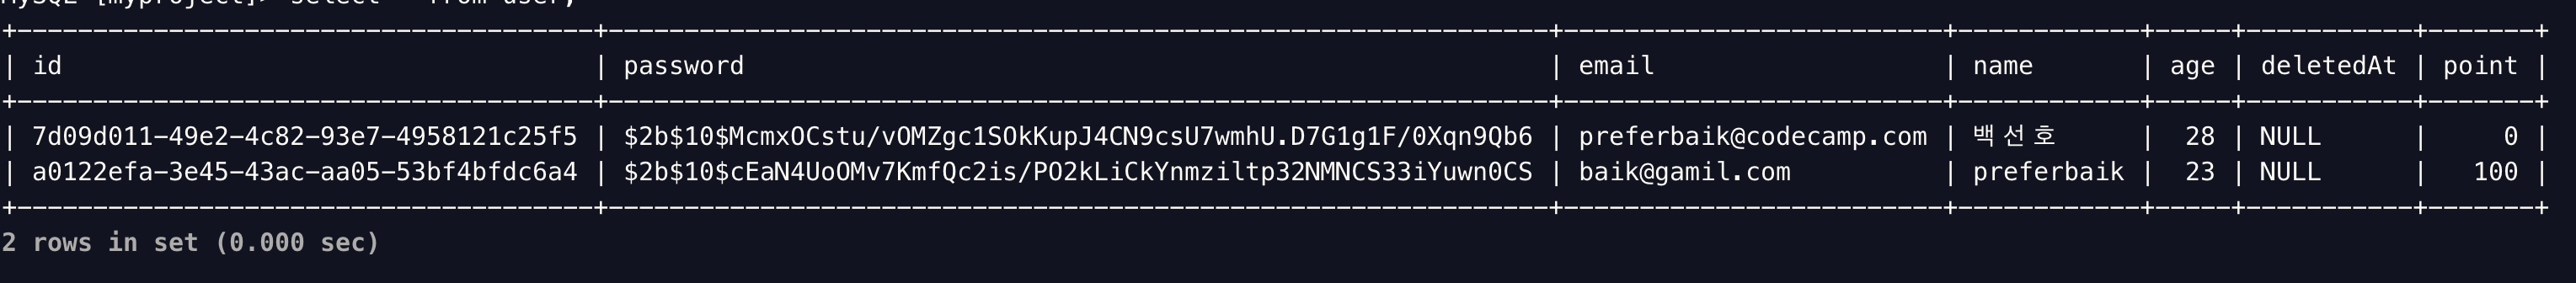 MySQL [myproject]> select * from user;
+--------------------------------------+--------------------------------------------------------------+------------------------+-----------+-----+-----------+-------+
| id | password | email | name | age | deletedAt | point |
+--------------------------------------+--------------------------------------------------------------+------------------------+-----------+-----+-----------+-------+
| 7d09d011-49e2-4c82-93e7-4958121c25f5 | $2b$10$McmxOCstu/vOMZgc1SOkKupJ4CN9csU7wmhU.D7G1g1F/0Xqn9Qb6 | preferbaik@codecamp.com | 백선호 | 28 | NULL | 0 |
| a0122efa-3e45-43ac-aa05-53bf4bfdc6a4 | $2b$10$cEaN4UoOMv7KmfQc2is/PO2kLiCkYnmziltp32NMNCS33iYuwn0CS | baik@gamil.com | preferbaik | 23 | NULL | 100 |
+--------------------------------------+--------------------------------------------------------------+------------------------+-----------+-----+-----------+-------+
2 rows in set (0.000 sec)